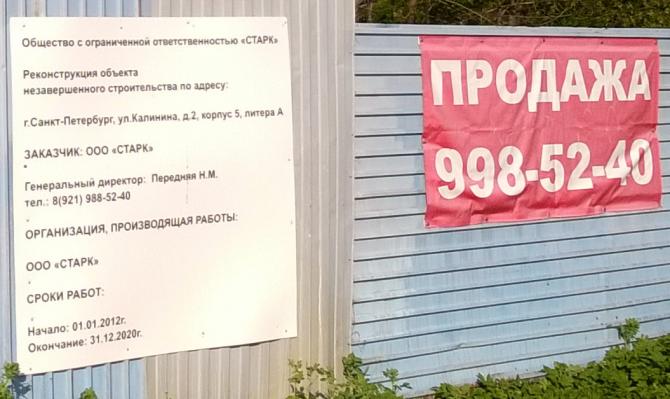 Общество с ограниченной ответственностью «СТАРК»
Реконструкция объекта
незавершенного строительства по адресу:
г.Санкт-Петербург, ул.Калинина, д.2, корпус 5, литера А
ЗАКАЗЧИК: ООО «СТАРК»
Генеральный директор: Передняя Н.М.
тел.: 8(921) 988-52-40
ОРГАНИЗАЦИЯ, ПРОИЗВОДЯЩАЯ РАБОТЫ:
ООО «СТАРК»
СРОКИ РАБОТ:
Начало: 01.01.2012г.
Окончание: 31.12.2020г.
ПРОДАЖА
998-52-40